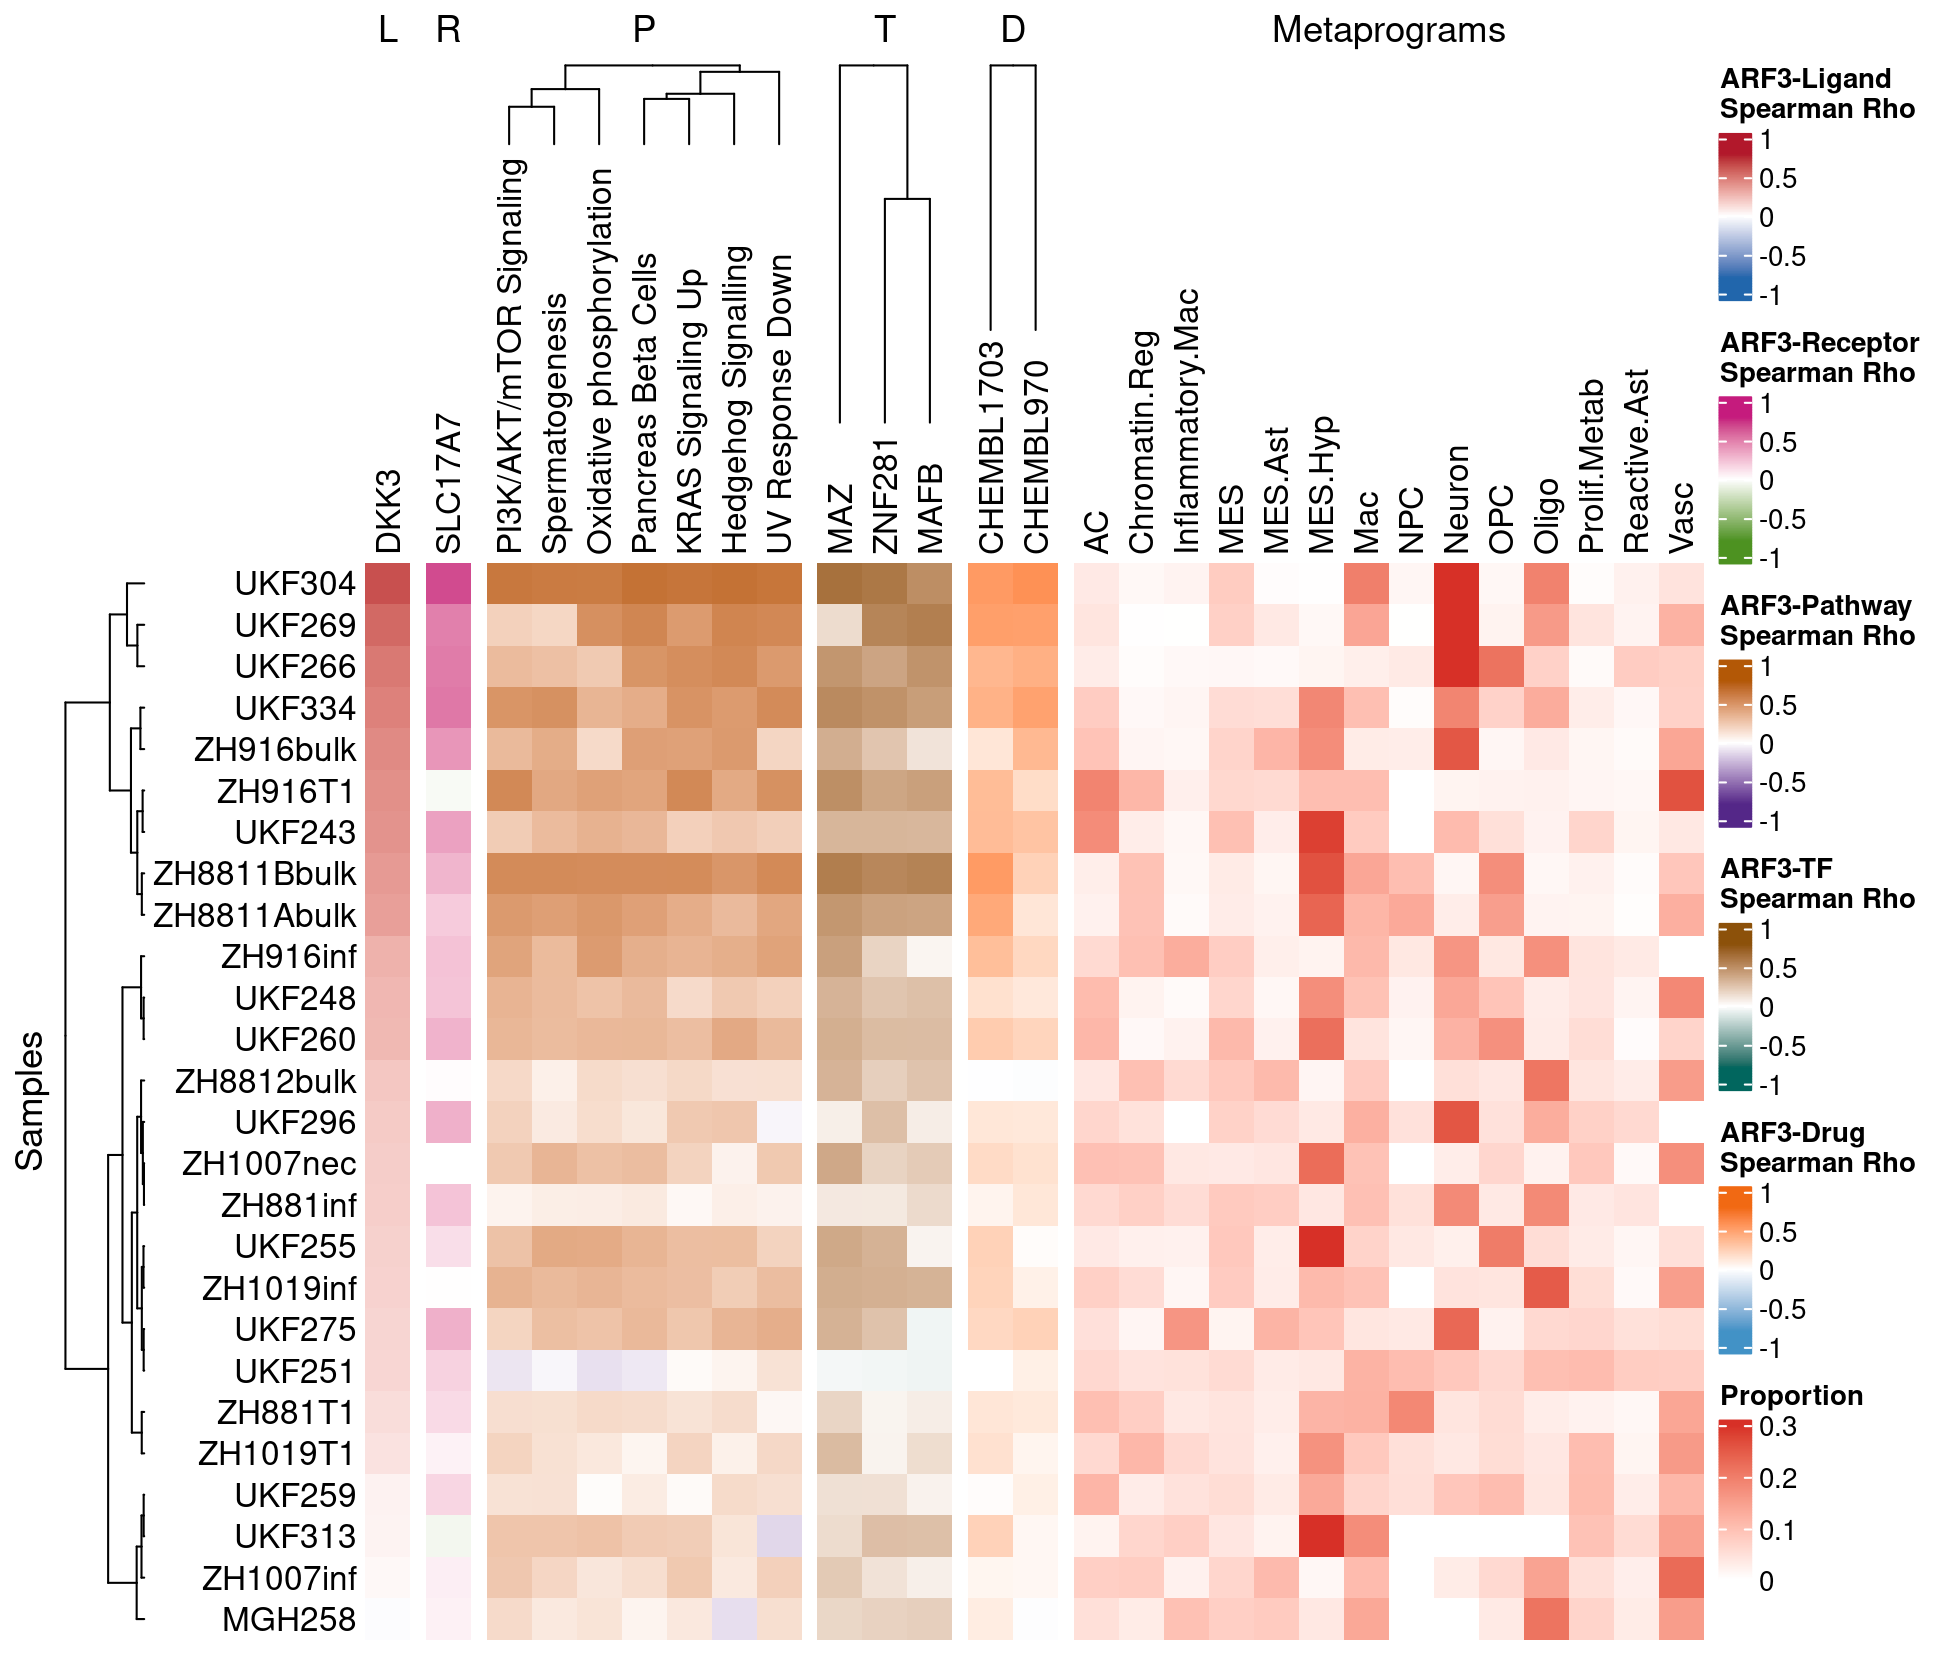 L R P T D Metaprograms
DKK3
SLC17A7
PI3K/AKT/mTOR Signaling
Spermatogenesis
Oxidative phosphorylation
Pancreas Beta Cells
KRAS Signaling Up
Hedgehog Signalling
UV Response Down
MAZ
ZNF281
MAFB
CHEMBL1703
CHEMBL970
AC
Chromatin.Reg
Inflammatory.Mac
MES
MES.Ast
MES.Hyp
Mac
NPC
Neuron
OPC
Oligo
Prolif.Metab
Reactive.Ast
Vasc
Samples
UKF304
UKF269
UKF266
UKF334
ZH916bulk
ZH916T1
UKF243
ZH8811Bbulk
ZH8811Abulk
ZH916inf
UKF248
UKF260
ZH8812bulk
UKF296
ZH1007nec
ZH881inf
UKF255
ZH1019inf
UKF275
UKF251
ZH881T1
ZH1019T1
UKF259
UKF313
ZH1007inf
MGH258
ARF3-Ligand
Spearman Rho
1
0.5
0
-0.5
-1
ARF3-Receptor
Spearman Rho
1
0.5
0
-0.5
-1
ARF3-Pathway
Spearman Rho
1
0.5
0
-0.5
-1
ARF3-TF
Spearman Rho
1
0.5
0
-0.5
-1
ARF3-Drug
Spearman Rho
1
0.5
0
-0.5
-1
Proportion
0.3
0.2
0.1
0